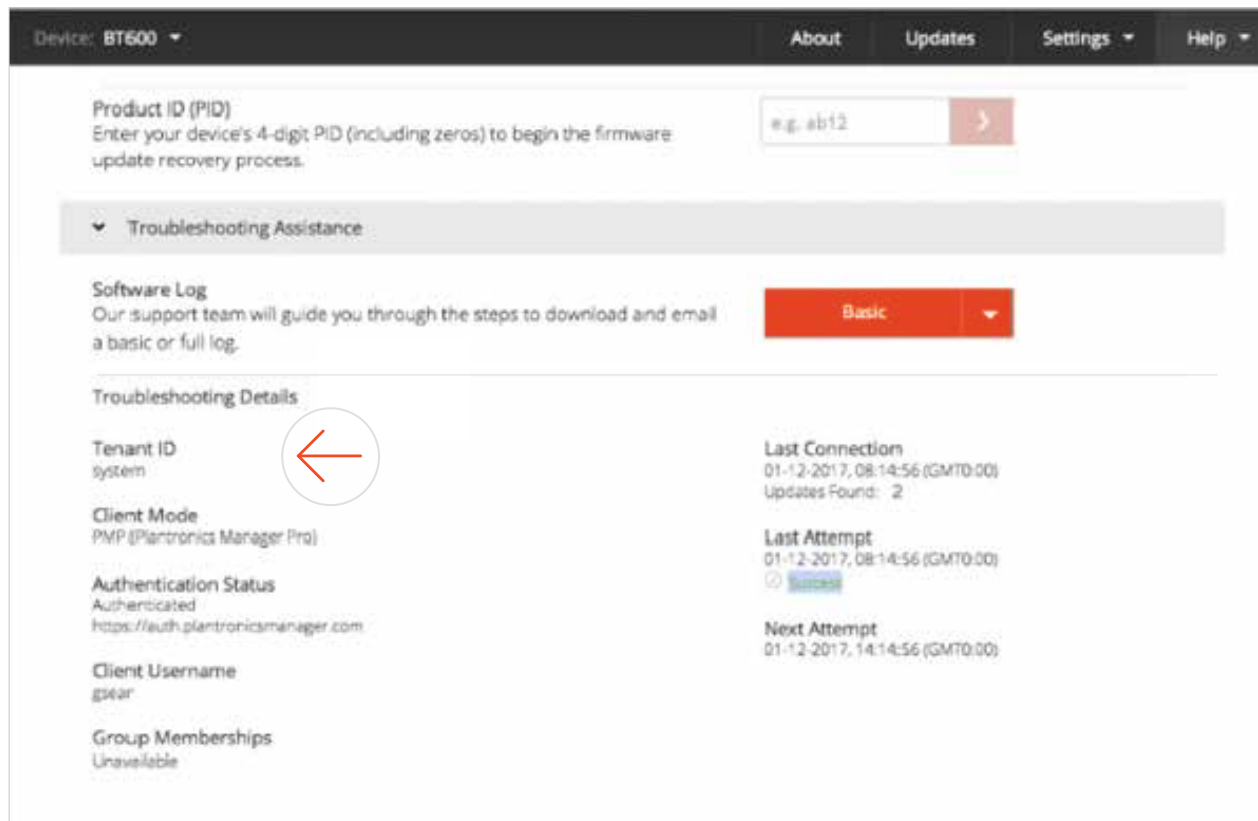 Device: BT600
About
Updates
Settings
Help
Product ID (PID)
Enter your device's 4-digit PID (including zeros) to begin the firmware
update recovery process.
e.g. ab12
Troubleshooting Assistance
Software Log
Our support team will guide you through the steps to download and email
a basic or full log.
Basic
Troubleshooting Details
Tenant ID
system
Client Mode
PMP (Plantronics Manager Pro)
Authentication Status
Authenticated
https://auth.plantronicsmanager.com
Client Username
gsear
Group Memberships
Unavailable
Last Connection
01-12-2017, 08:14:56 (GMT0:00)
Updates Found: 2
Last Attempt
01-12-2017, 08:14:56 (GMT0:00)
Success
Next Attempt
01-12-2017, 14:14:56 (GMT0:00)